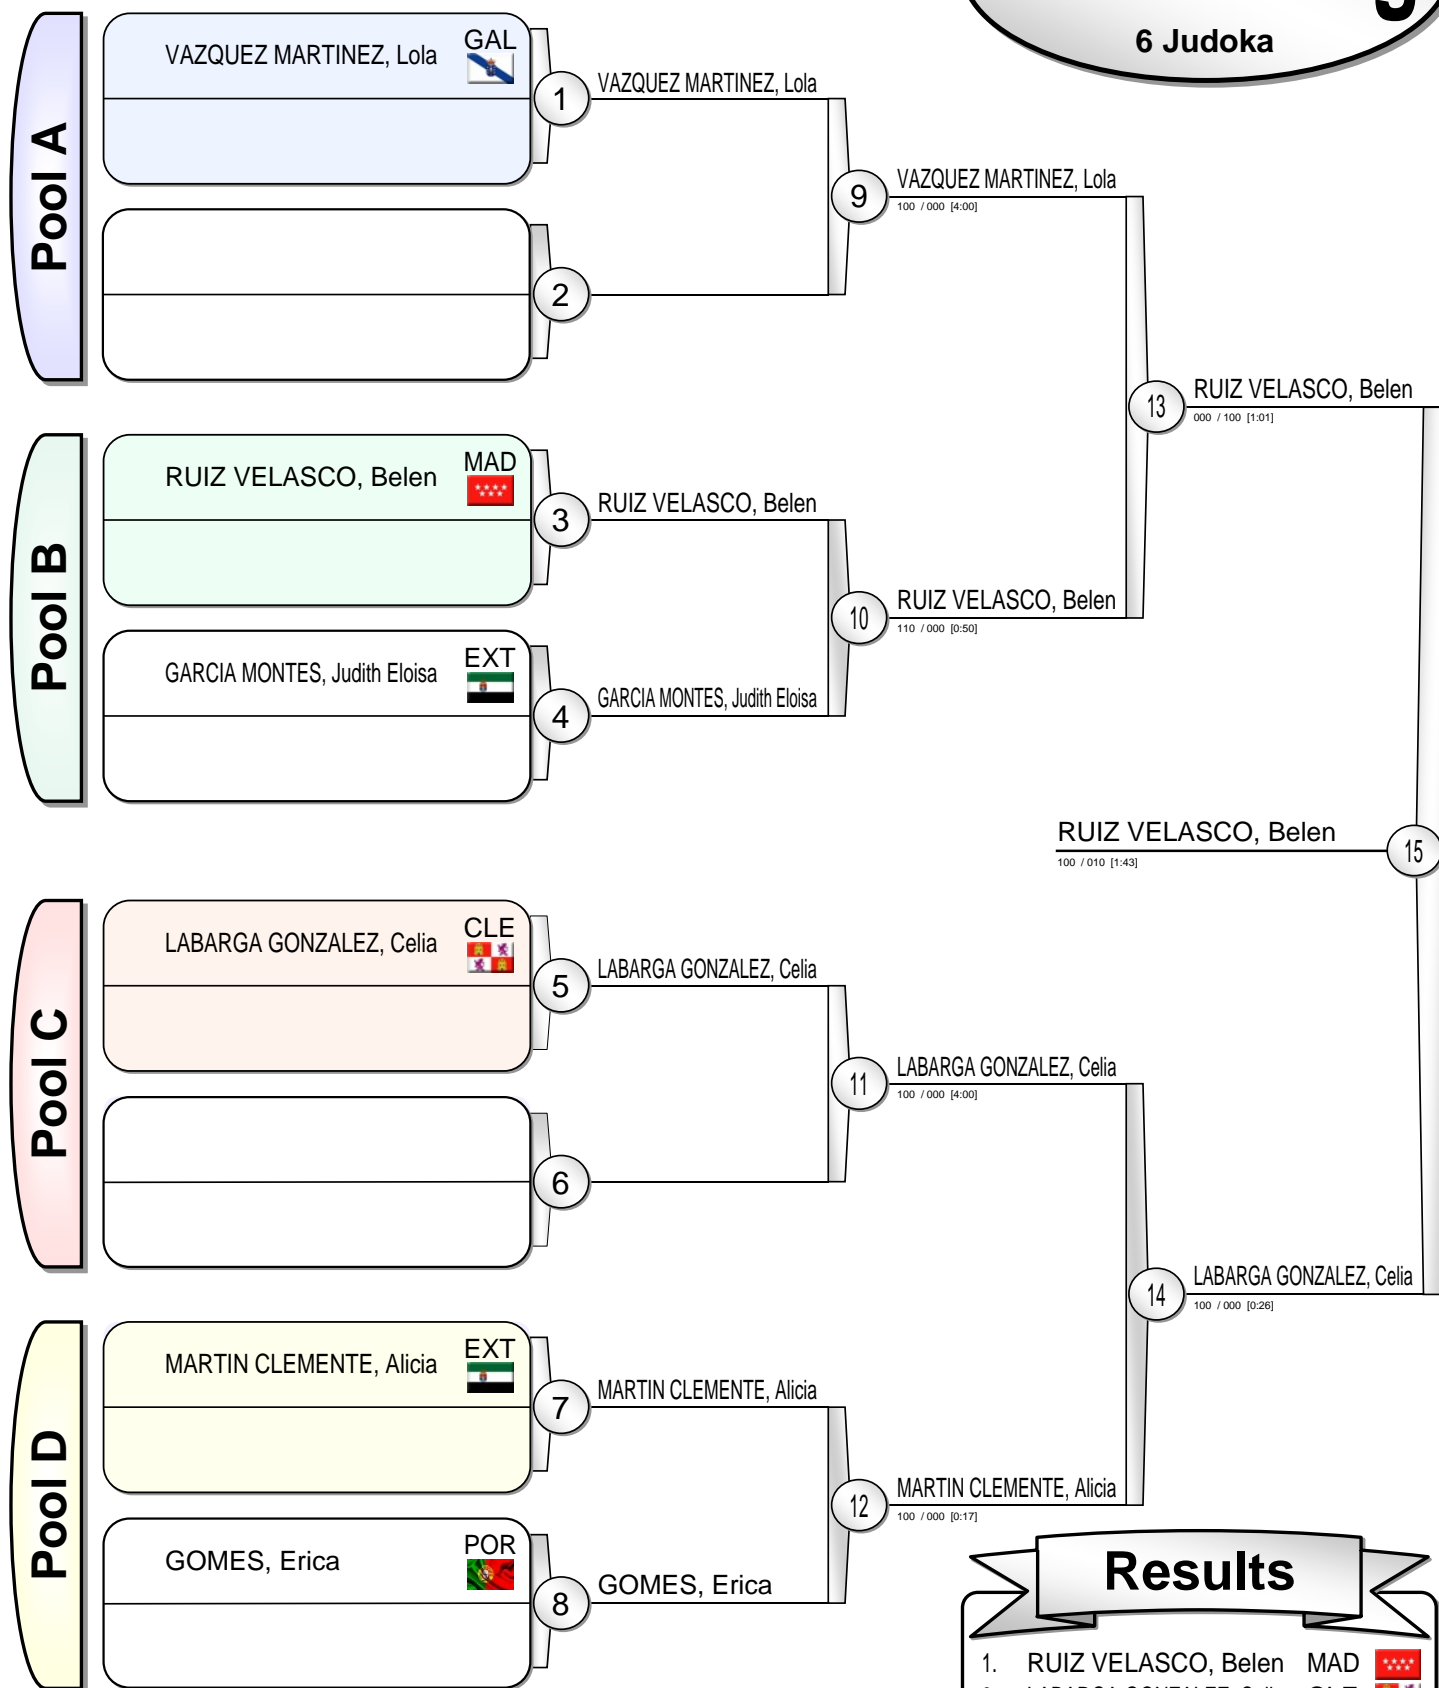 6 Judoka
Pool A
VAZQUEZ MARTINEZ, Lola GAL
1 VAZQUEZ MARTINEZ, Lola
2
9 VAZQUEZ MARTINEZ, Lola
100 / 000 [4:00]
Pool B
RUIZ VELASCO, Belen MAD
3 RUIZ VELASCO, Belen
GARCIA MONTES, Judith Eloisa EXT
4 GARCIA MONTES, Judith Eloisa
10 RUIZ VELASCO, Belen
110 / 000 [0:50]
13 RUIZ VELASCO, Belen
000 / 100 [1:01]
RUIZ VELASCO, Belen 15
100 / 010 [1:43]
Pool C
LABARGA GONZALEZ, Celia CLE
5 LABARGA GONZALEZ, Celia
6
11 LABARGA GONZALEZ, Celia
100 / 000 [4:00]
14 LABARGA GONZALEZ, Celia
100 / 000 [0:26]
Pool D
MARTIN CLEMENTE, Alicia EXT
7 MARTIN CLEMENTE, Alicia
GOMES, Erica POR
8 GOMES, Erica
12 MARTIN CLEMENTE, Alicia
100 / 000 [0:17]
Results
1. RUIZ VELASCO, Belen MAD